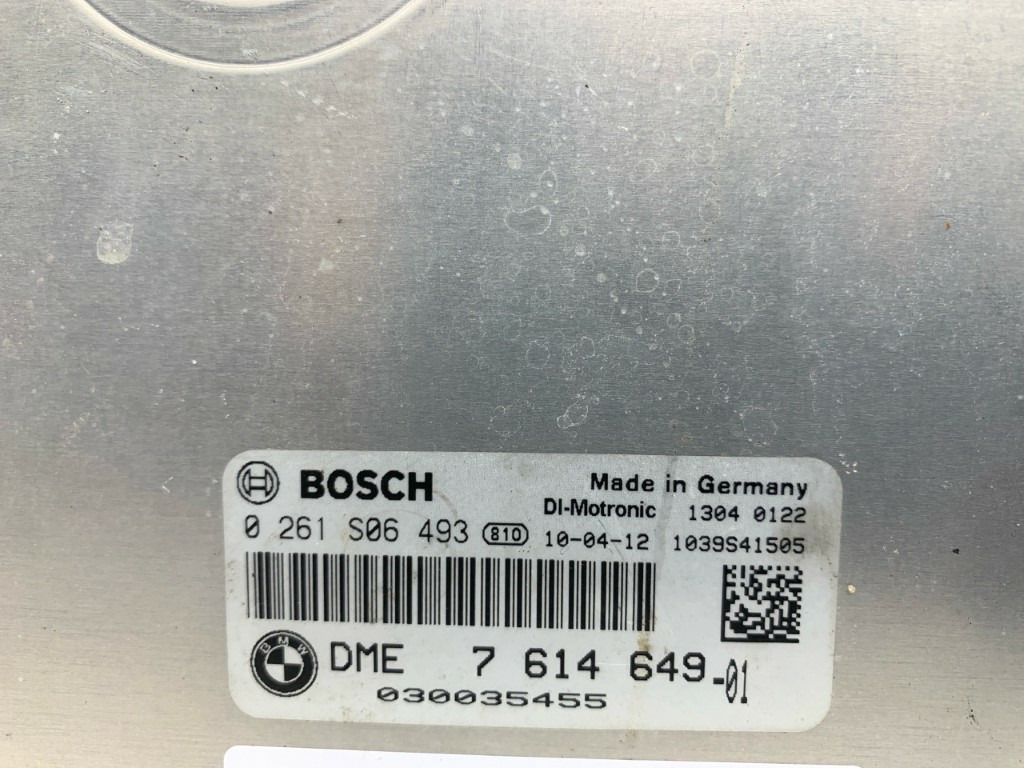 BOSCH Made in Germany
DI-Motronic 1304 0122
0 261 S06 493 810 10-04-12 1039S41505
BMW DME 7 614 649-01
030035455